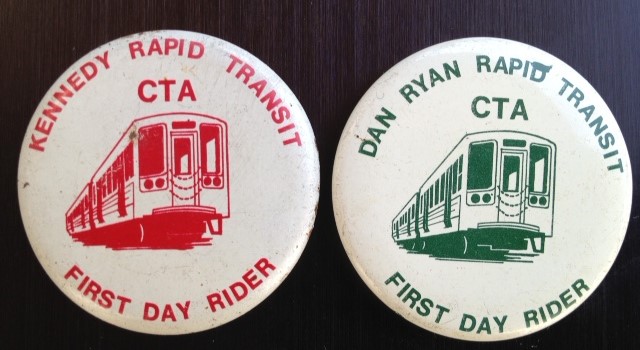 KENNEDY RAPID TRANSIT
CTA
FIRST DAY RIDER
DAN RYAN RAPID TRANSIT
CTA
FIRST DAY RIDER